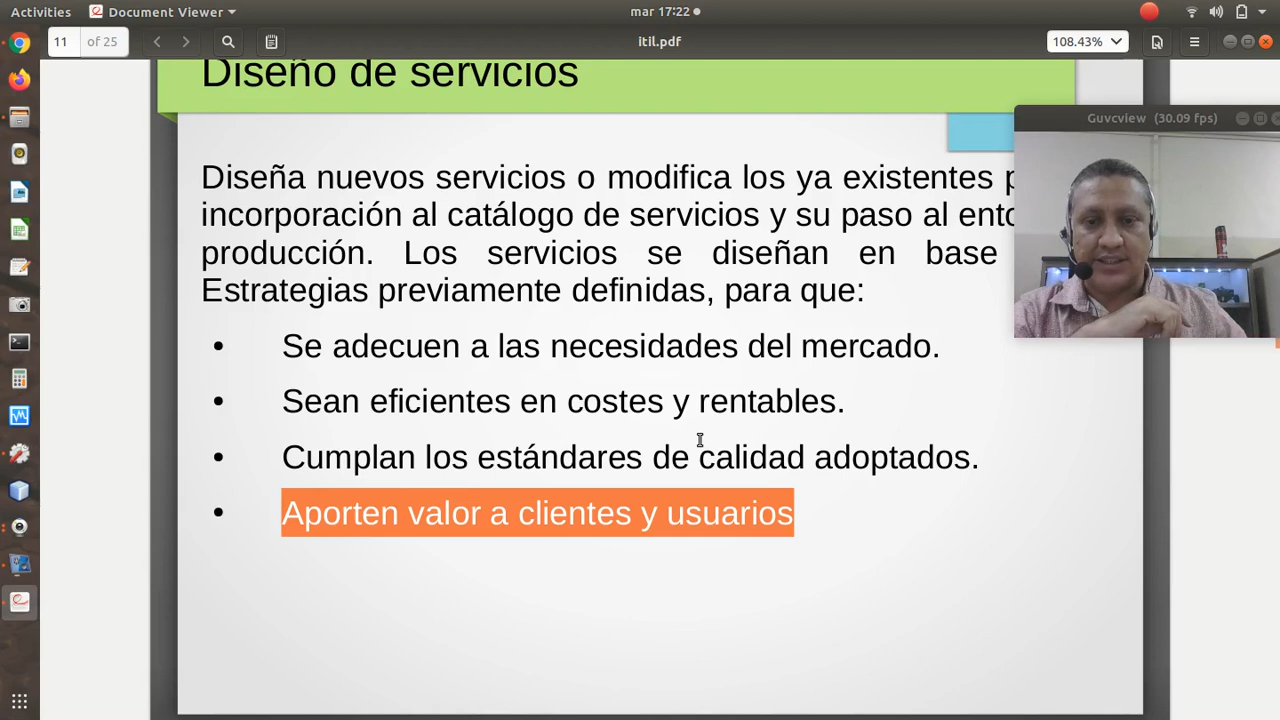 Activities
Document Viewer
mar 17:22
11
of 25
itil.pdf
108.43%
Diseño de servicios
Guvcview (30.09 fps)
Diseña nuevos servicios o modifica los ya existentes
incorporación al catálogo de servicios y su paso al
producción. Los servicios se diseñan en base
Estrategias previamente definidas, para que:
• Se adecuen a las necesidades del mercado.
• Sean eficientes en costes y rentables.
• Cumplan los estándares de calidad adoptados.
• Aporten valor a clientes y usuarios